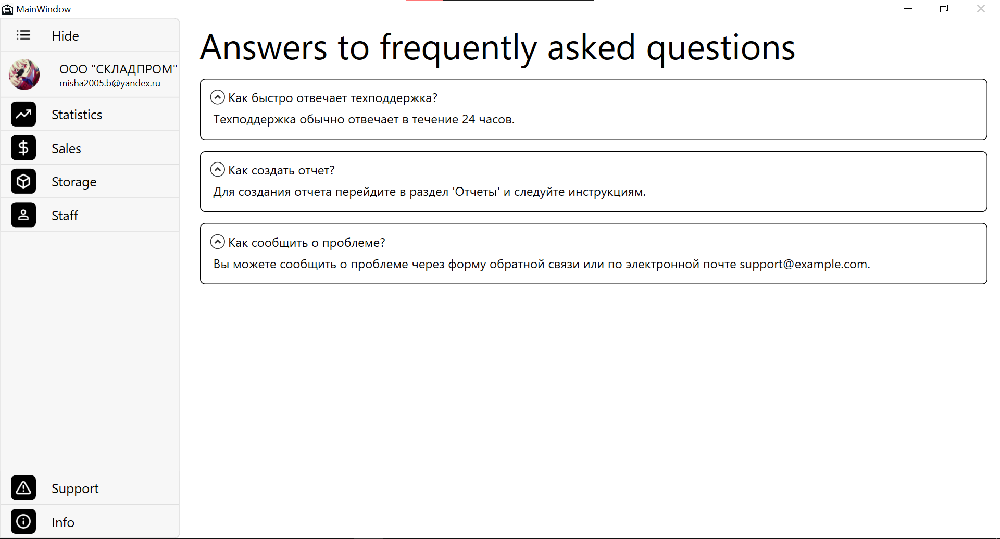 MainWindow
Hide
ООО "СКЛАДПРОМ"
misha2005.b@yandex.ru
Statistics
Sales
Storage
Staff
Support
Info
Answers to frequently asked questions
Как быстро отвечает техподдержка?
Техподдержка обычно отвечает в течение 24 часов.
Как создать отчет?
Для создания отчета перейдите в раздел 'Отчеты' и следуйте инструкциям.
Как сообщить о проблеме?
Вы можете сообщить о проблеме через форму обратной связи или по электронной почте support@example.com.